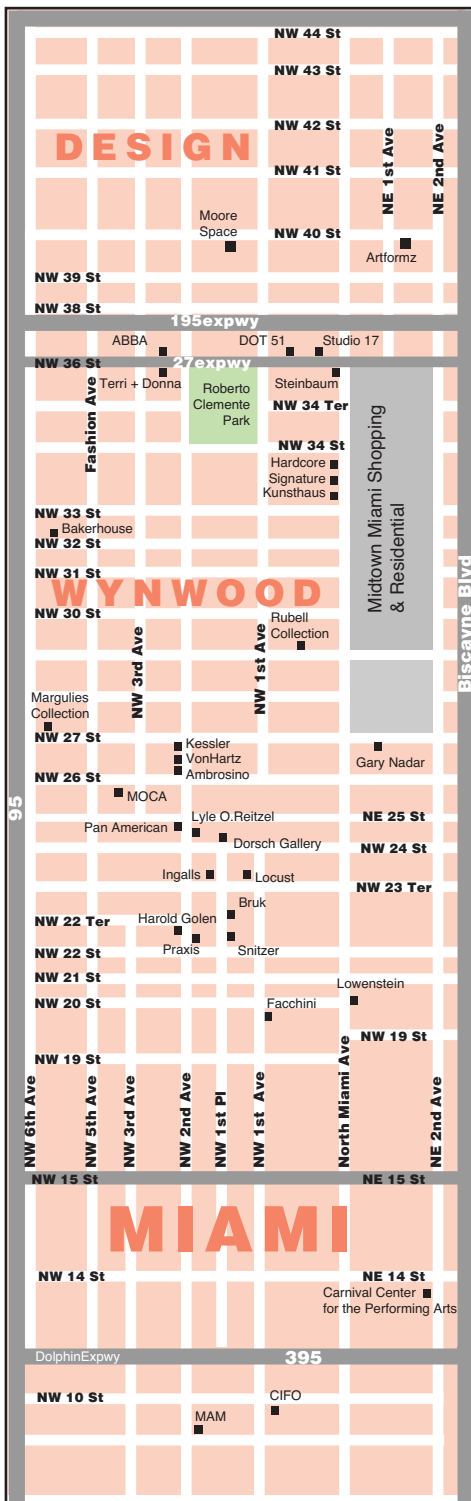 NW 44 St
NW 43 St
NW 42 St
DESIGN
NW 41 St
NE 1st Ave
NE 2nd Ave
Moore
Space
NW 40 St
Artformz
NW 39 St
NW 38 St
195expwy
ABBA
DOT 51
Studio 17
NW 36 St
27expwy
Terri + Donna
Steinbaum
Roberto
Clemente
Park
Fashion Ave
NW 34 Ter
NW 34 St
Hardcore
Signature
Kunsthaus
Midtown Miami Shopping
& Residential
NW 33 St
Bakerhouse
NW 32 St
NW 31 St
WYNWOOD
NW 30 St
Biscayne Blvd
Rubell
Collection
NW 3rd Ave
NW 1st Ave
Margulies
Collection
NW 27 St
Kessler
VonHartz
Ambrosino
Gary Nadar
NW 26 St
MOCA
95
Pan American
Lyle O.Reitzel
NE 25 St
Dorsch Gallery
NW 24 St
Ingalls
Locust
NW 23 Ter
Bruk
NW 22 Ter
Harold Golen
Praxis
Snitzer
NW 22 St
NW 21 St
Lowenstein
NW 20 St
Facchini
NW 19 St
NW 19 St
NW 6th Ave
NW 5th Ave
NW 3rd Ave
NW 2nd Ave
NW 1st Pl
NW 1st Ave
North Miami Ave
NE 2nd Ave
NW 15 St
NE 15 St
MIAMI
NW 14 St
NE 14 St
Carnival Center
for the Performing Arts
DolphinExpwy
395
NW 10 St
CIFO
MAM